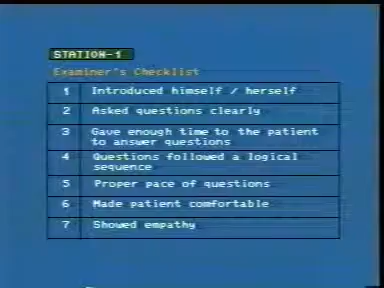 STATION-1
Examiner's Checklist
1 Introduced himself / herself
2 Asked questions clearly
3 Gave enough time to the patient
to answer questions
4 Questions followed a logical
sequence
5 Proper pace of questions
6 Made patient comfortable
7 Showed empathy